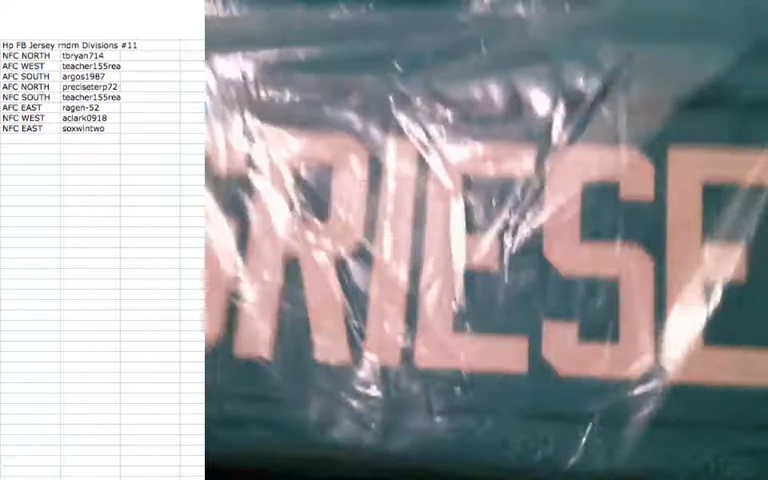 Hp FB Jersey rndm Divisions #11
NFC NORTH tbryan714
AFC WEST teacher155rea
AFC SOUTH argos1987
AFC NORTH preciseterp72
NFC SOUTH teacher155rea
AFC EAST ragen-52
NFC WEST aclark0918
NFC EAST soxwintwo
RIESE